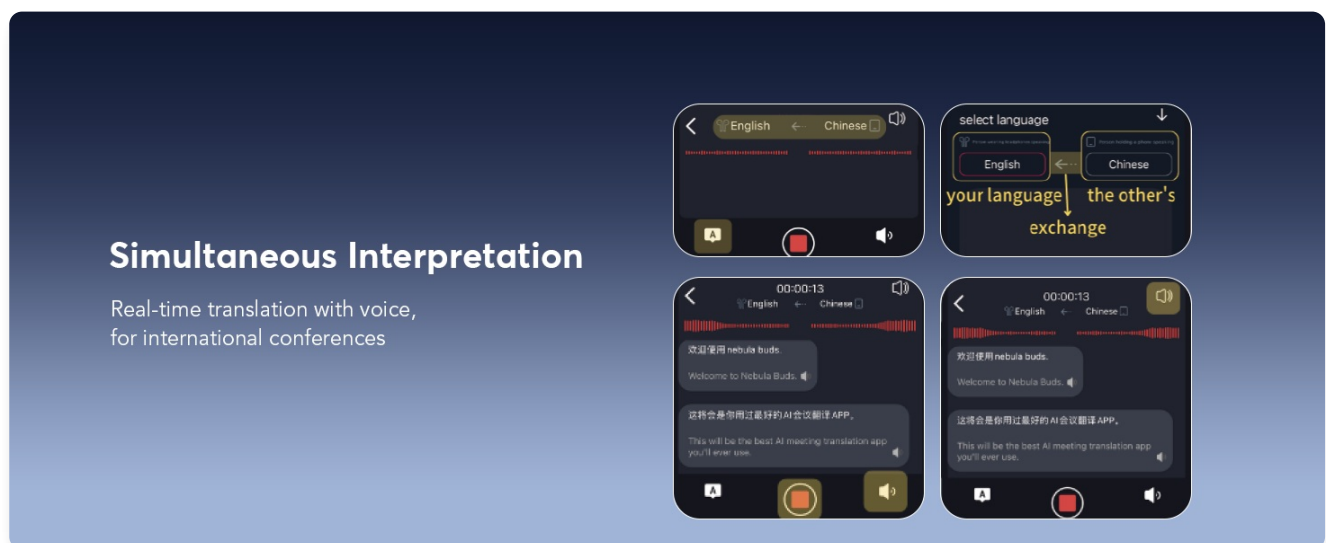 Simultaneous Interpretation
Real-time translation with voice,
for international conferences
English ← Chinese
A
select language
English ← Chinese
your language the other's
exchange
00:00:13
English ← Chinese
欢迎使用 nebula buds.
Welcome to Nebula Buds.
这将会是你用过最好的AI会议翻译 APP。
This will be the best AI meeting translation app
you'll ever use.
A
00:00:13
English ← Chinese
欢迎使用 nebula buds.
Welcome to Nebula Buds.
这将会是你用过最好的AI会议翻译 APP。
This will be the best AI meeting translation app
you'll ever use.
A